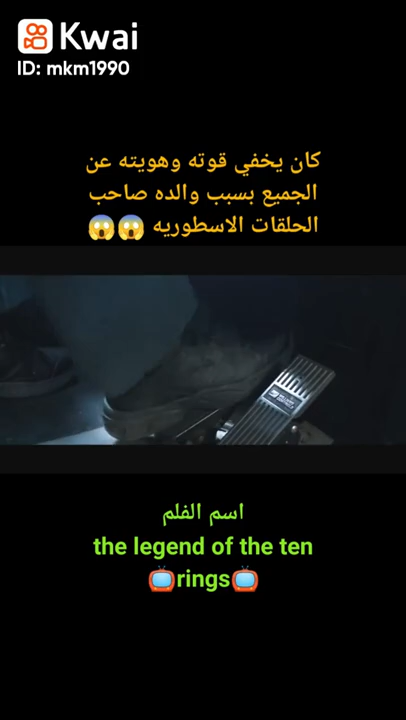 Kwai
ID: mkm1990
كان يخفي قوته وهويته عن
الجميع بسبب والده صاحب
الحلقات الاسطوريه 😱😱
اسم الفلم
the legend of the ten
📺rings📺